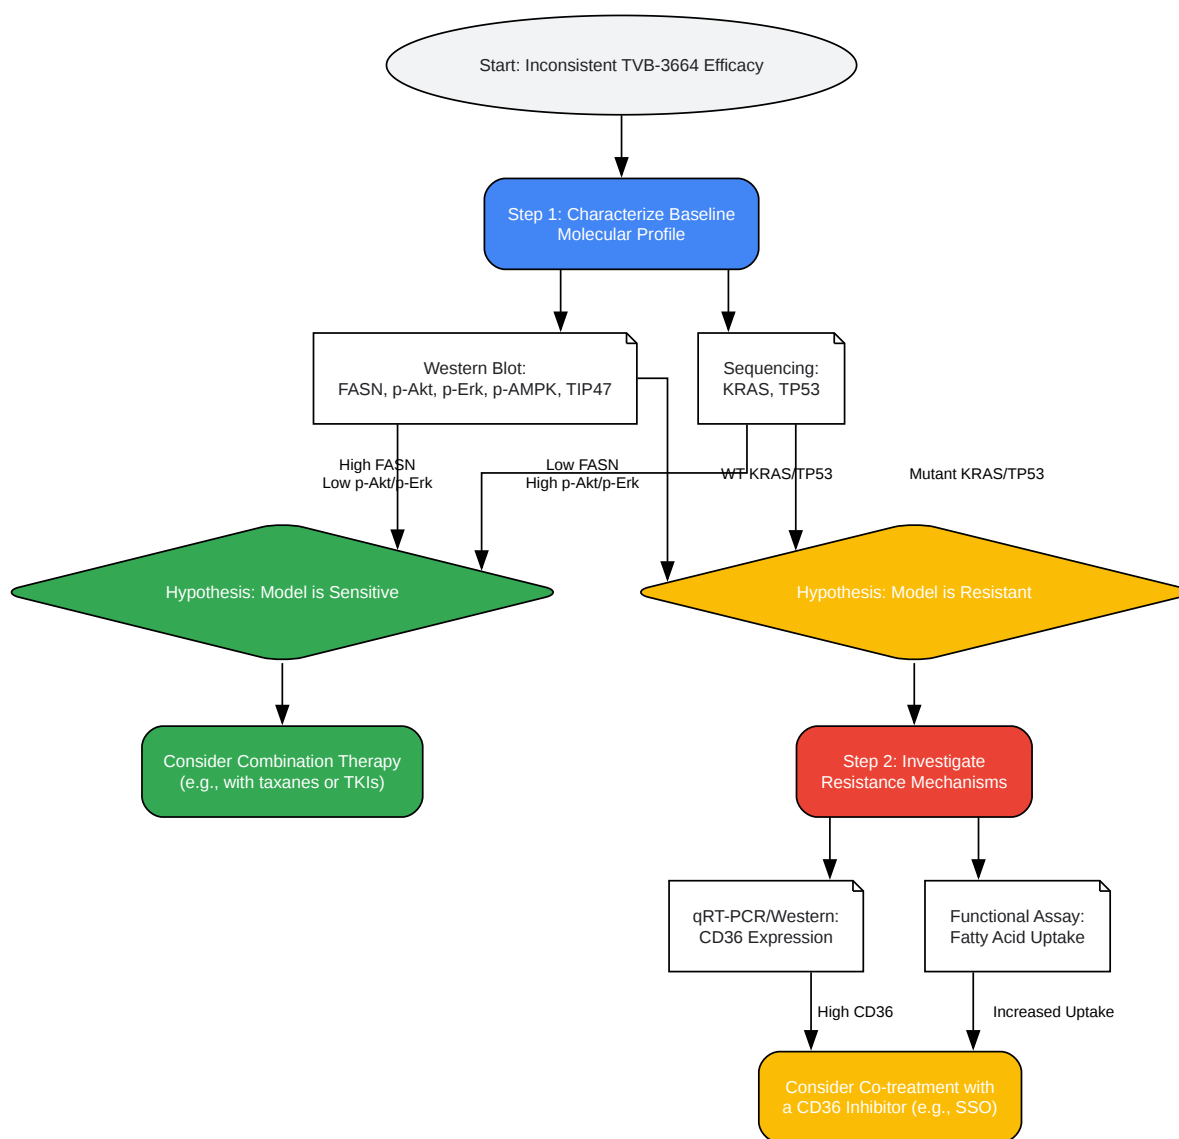 Start: Inconsistent TVB-3664 Efficacy
Step 1: Characterize Baseline
Molecular Profile
Western Blot:
FASN, p-Akt, p-Erk, p-AMPK, TIP47
Sequencing:
KRAS, TP53
High FASN
Low p-Akt/p-Erk
Low FASN
High p-Akt/p-Erk
WT KRAS/TP53
Mutant KRAS/TP53
Hypothesis: Model is Sensitive
Hypothesis: Model is Resistant
Consider Combination Therapy
(e.g., with taxanes or TKIs)
Step 2: Investigate
Resistance Mechanisms
qRT-PCR/Western:
CD36 Expression
Functional Assay:
Fatty Acid Uptake
High CD36
Increased Uptake
Consider Co-treatment with
a CD36 Inhibitor (e.g., SSO)